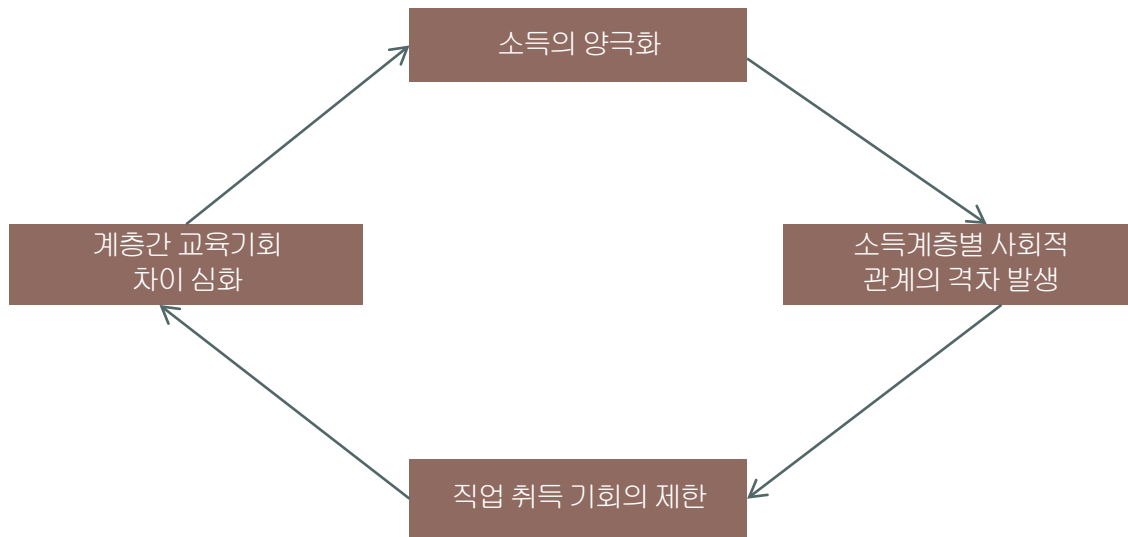 소득의 양극화
계층간 교육기회
차이 심화
소득계층별 사회적
관계의 격차 발생
직업 취득 기회의 제한